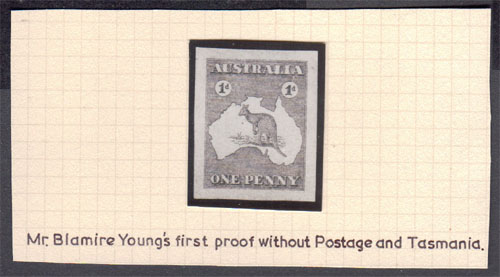 AUSTRALIA
1d 1d
ONE PENNY
Mr. Blamire Young's first proof without Postage and Tasmania.